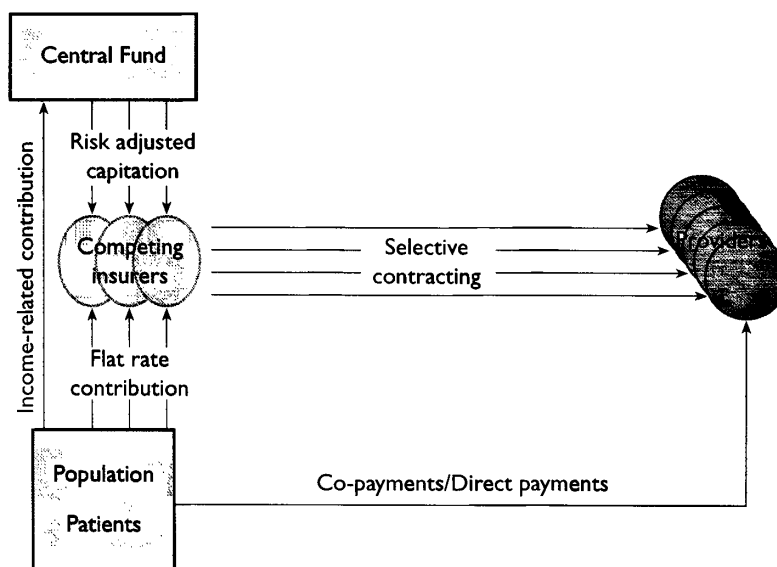 Central Fund
Risk adjusted
capitation
Income-related contribution
Competing
insurers
Selective
contracting
Providers
Flat rate
contribution
Population
Patients
Co-payments/Direct payments